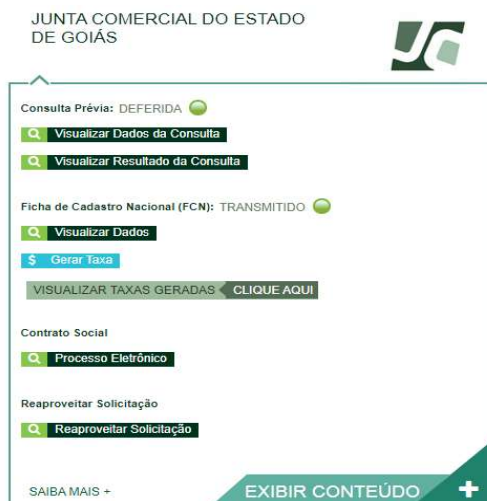 JUNTA COMERCIAL DO ESTADO
DE GOIÁS
JG
Consulta Prévia: DEFERIDA
Visualizar Dados da Consulta
Visualizar Resultado da Consulta
Ficha de Cadastro Nacional (FCN): TRANSMITIDO
Visualizar Dados
$ Gerar Taxa
VISUALIZAR TAXAS GERADAS CLIQUE AQUI
Contrato Social
Processo Eletrônico
Reaproveitar Solicitação
Reaproveitar Solicitação
SAIBA MAIS + EXIBIR CONTEÚDO +